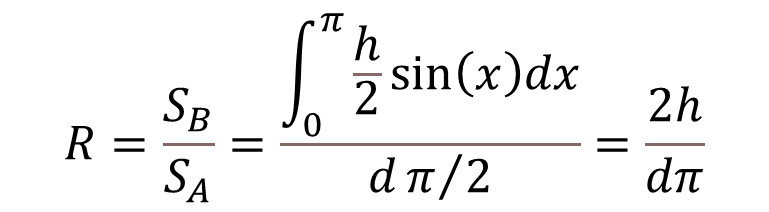 R = S_B/S_A = ∫_0^π h/2 sin(x)dx / d π/2 = 2h/dπ